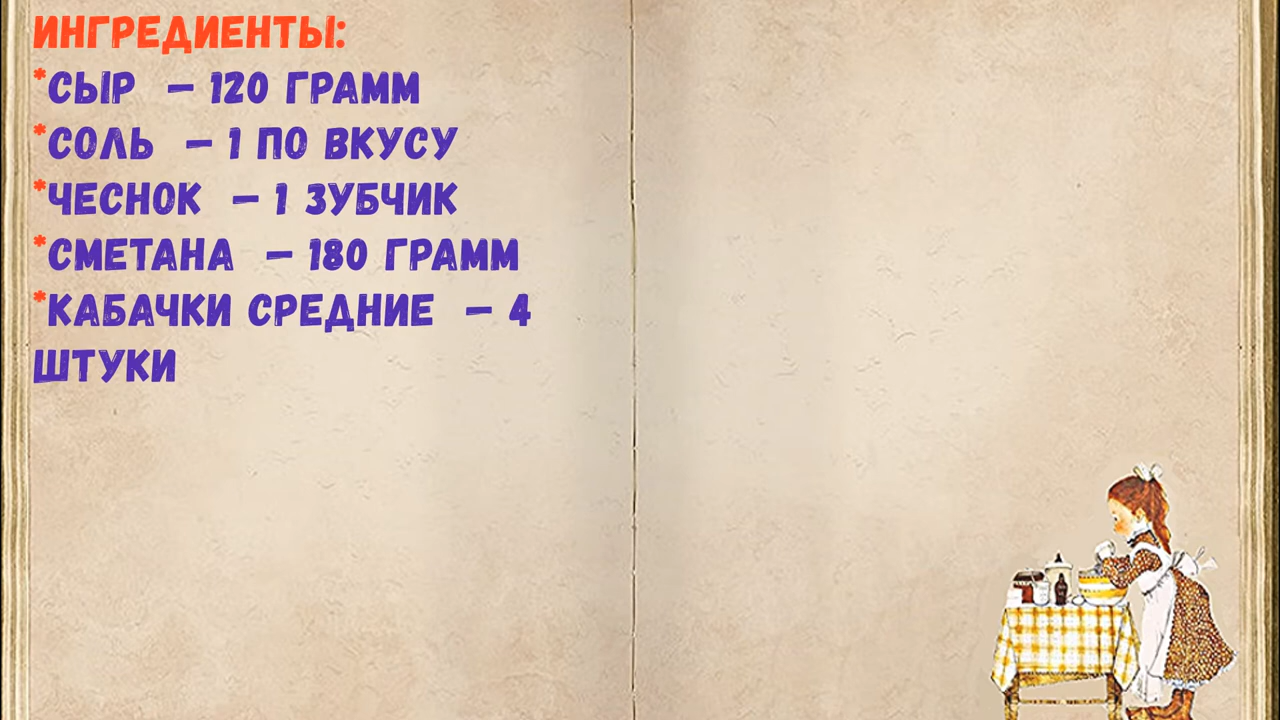 ИНГРЕДИЕНТЫ:
*СЫР – 120 ГРАММ
*СОЛЬ – 1 ПО ВКУСУ
*ЧЕСНОК – 1 ЗУБЧИК
*СМЕТАНА – 180 ГРАММ
*КАБАЧКИ СРЕДНИЕ – 4
ШТУКИ